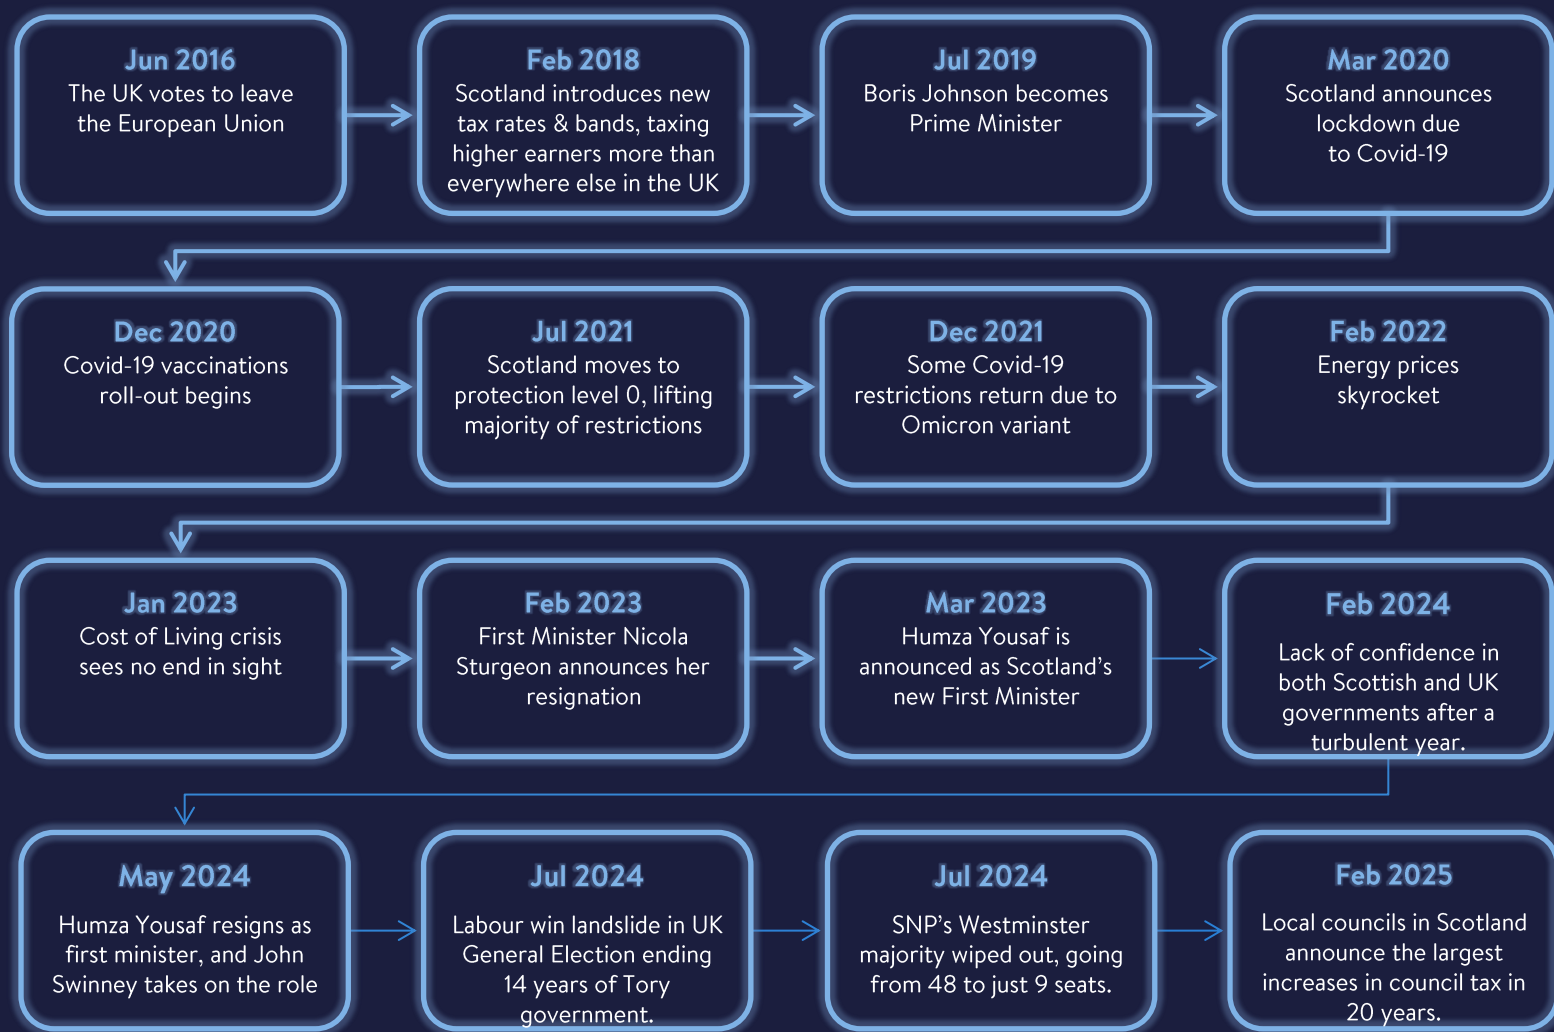 Jun 2016
The UK votes to leave
the European Union
Feb 2018
Scotland introduces new
tax rates & bands, taxing
higher earners more than
everywhere else in the UK
Jul 2019
Boris Johnson becomes
Prime Minister
Mar 2020
Scotland announces
lockdown due
to Covid-19
Dec 2020
Covid-19 vaccinations
roll-out begins
Jul 2021
Scotland moves to
protection level 0, lifting
majority of restrictions
Dec 2021
Some Covid-19
restrictions return due to
Omicron variant
Feb 2022
Energy prices
skyrocket
Jan 2023
Cost of Living crisis
sees no end in sight
Feb 2023
First Minister Nicola
Sturgeon announces her
resignation
Mar 2023
Humza Yousaf is
announced as Scotland’s
new First Minister
Feb 2024
Lack of confidence in
both Scottish and UK
governments after a
turbulent year.
May 2024
Humza Yousaf resigns as
first minister, and John
Swinney takes on the role
Jul 2024
Labour win landslide in UK
General Election ending
14 years of Tory
government.
Jul 2024
SNP’s Westminster
majority wiped out, going
from 48 to just 9 seats.
Feb 2025
Local councils in Scotland
announce the largest
increases in council tax in
20 years.